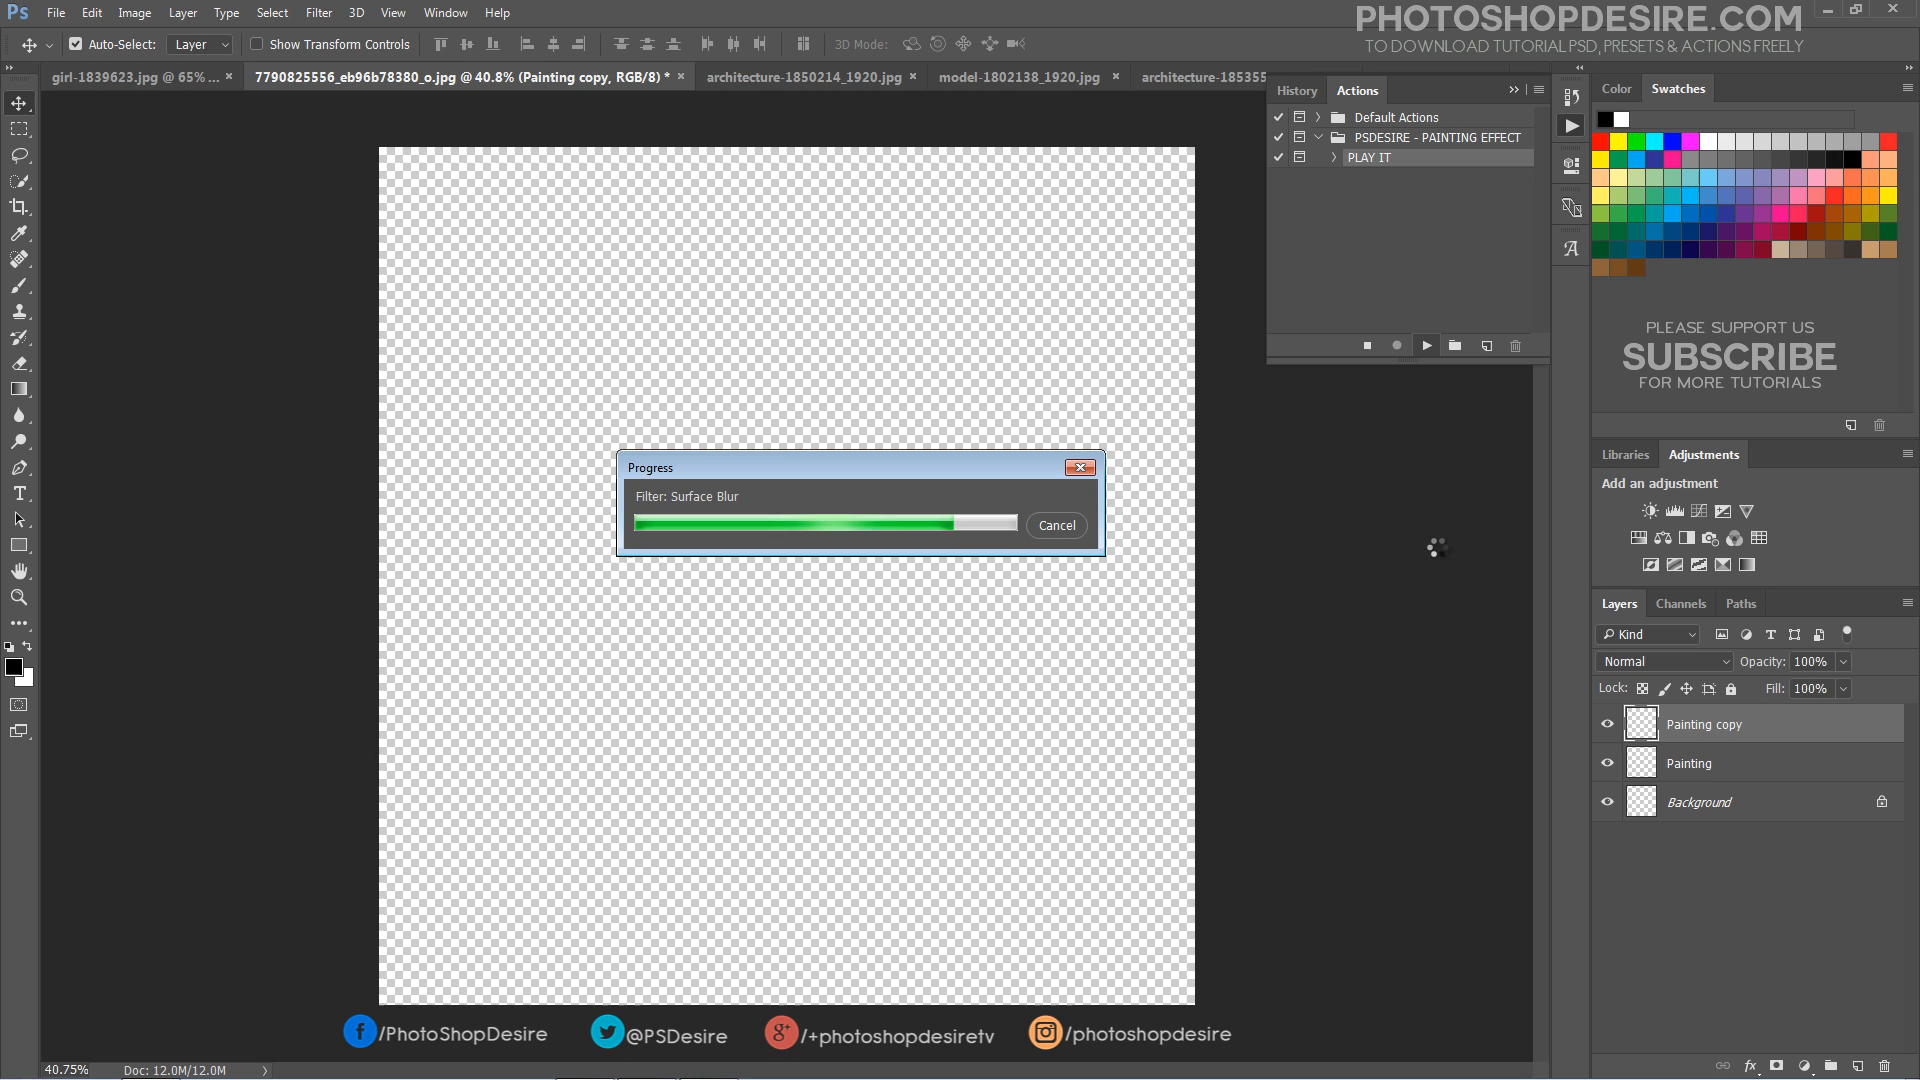 Ps File Edit Image Layer Type Select Filter 3D View Window Help
PHOTOSHOPDESIRE.COM
TO DOWNLOAD TUTORIAL PSD, PRESETS & ACTIONS FREELY
Auto-Select: Layer Show Transform Controls 3D Mode:
girl-1839623.jpg @ 65% ... × 7790825556_eb96b78380_o.jpg @ 40.8% (Painting copy, RGB/8) * × architecture-1850214_1920.jpg × model-1802138_1920.jpg × architecture-185355
History Actions
Default Actions
PSDESIRE - PAINTING EFFECT
PLAY IT
Color Swatches
PLEASE SUPPORT US
SUBSCRIBE
FOR MORE TUTORIALS
Progress
Filter: Surface Blur
Cancel
Libraries Adjustments
Add an adjustment
Layers Channels Paths
Kind
Normal Opacity: 100%
Lock: Fill: 100%
Painting copy
Painting
Background
/PhotoShopDesire @PSDesire /+photoshopdesiretv /photoshopdesire
40.75% Doc: 12.0M/12.0M
fx